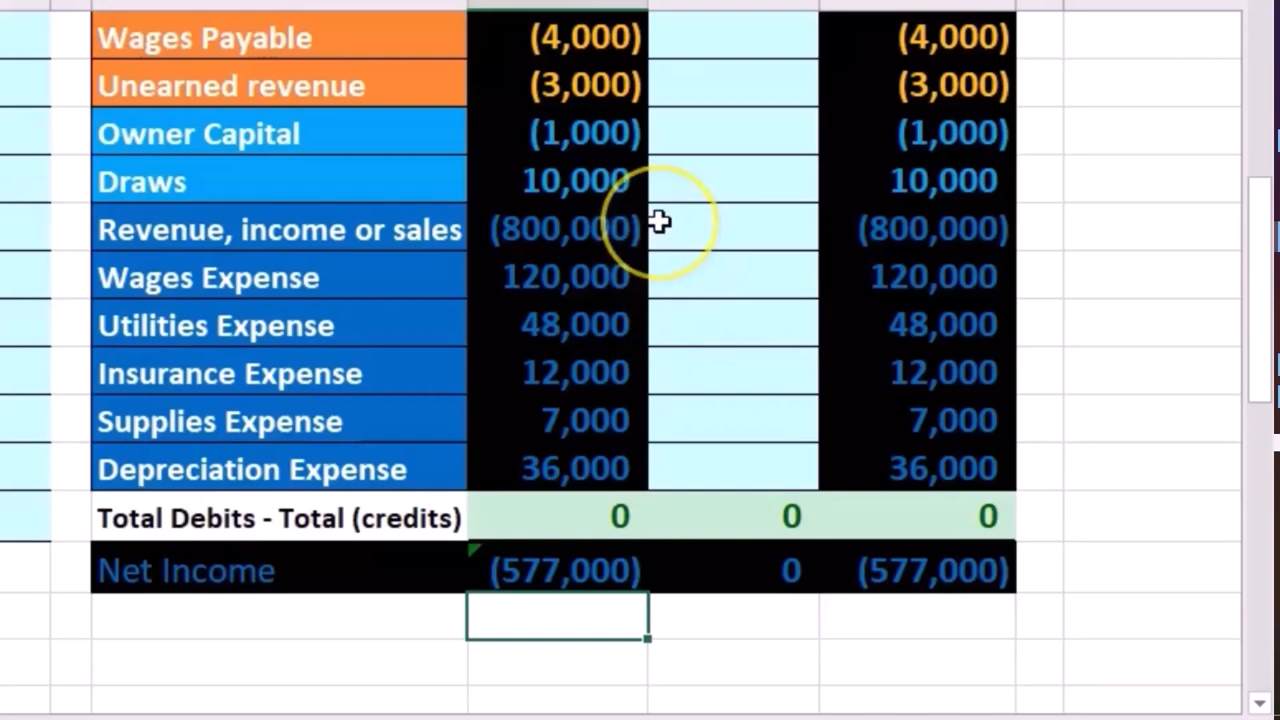 Wages Payable (4,000) (4,000)
Unearned revenue (3,000) (3,000)
Owner Capital (1,000) (1,000)
Draws 10,000 10,000
Revenue, income or sales (800,000) (800,000)
Wages Expense 120,000 120,000
Utilities Expense 48,000 48,000
Insurance Expense 12,000 12,000
Supplies Expense 7,000 7,000
Depreciation Expense 36,000 36,000
Total Debits - Total (credits) 0 0 0
Net Income (577,000) 0 (577,000)